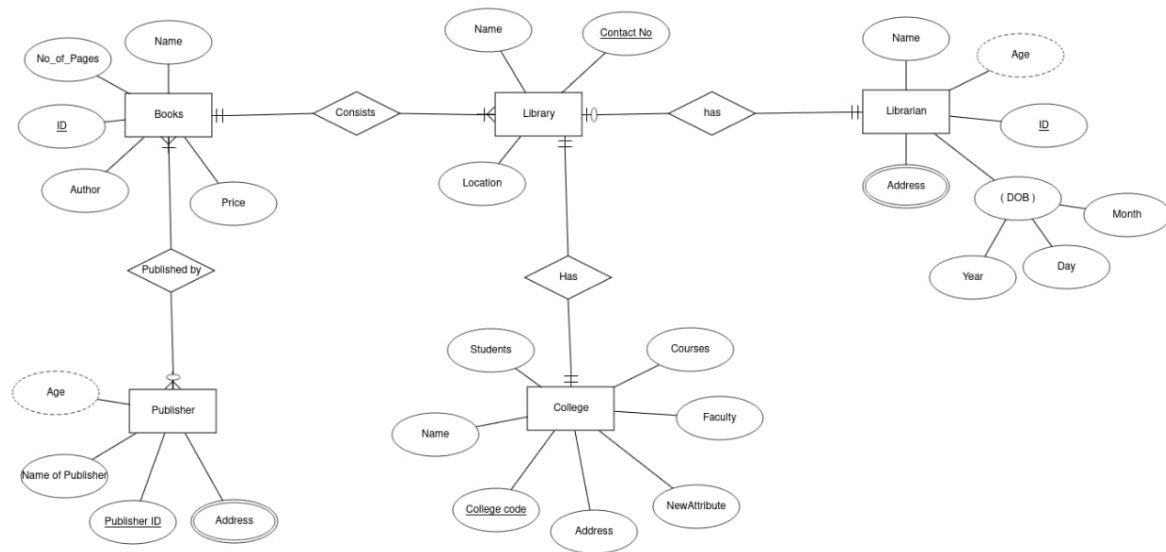 Name
No_of_Pages
Books
ID
Author
Price
Consists
Name
Contact No
Library
Location
has
Name
Age
Librarian
ID
Address
( DOB )
Month
Year
Day
Published by
Has
Age
Publisher
Name of Publisher
Publisher ID
Address
Students
Courses
College
Name
Faculty
College code
Address
NewAttribute